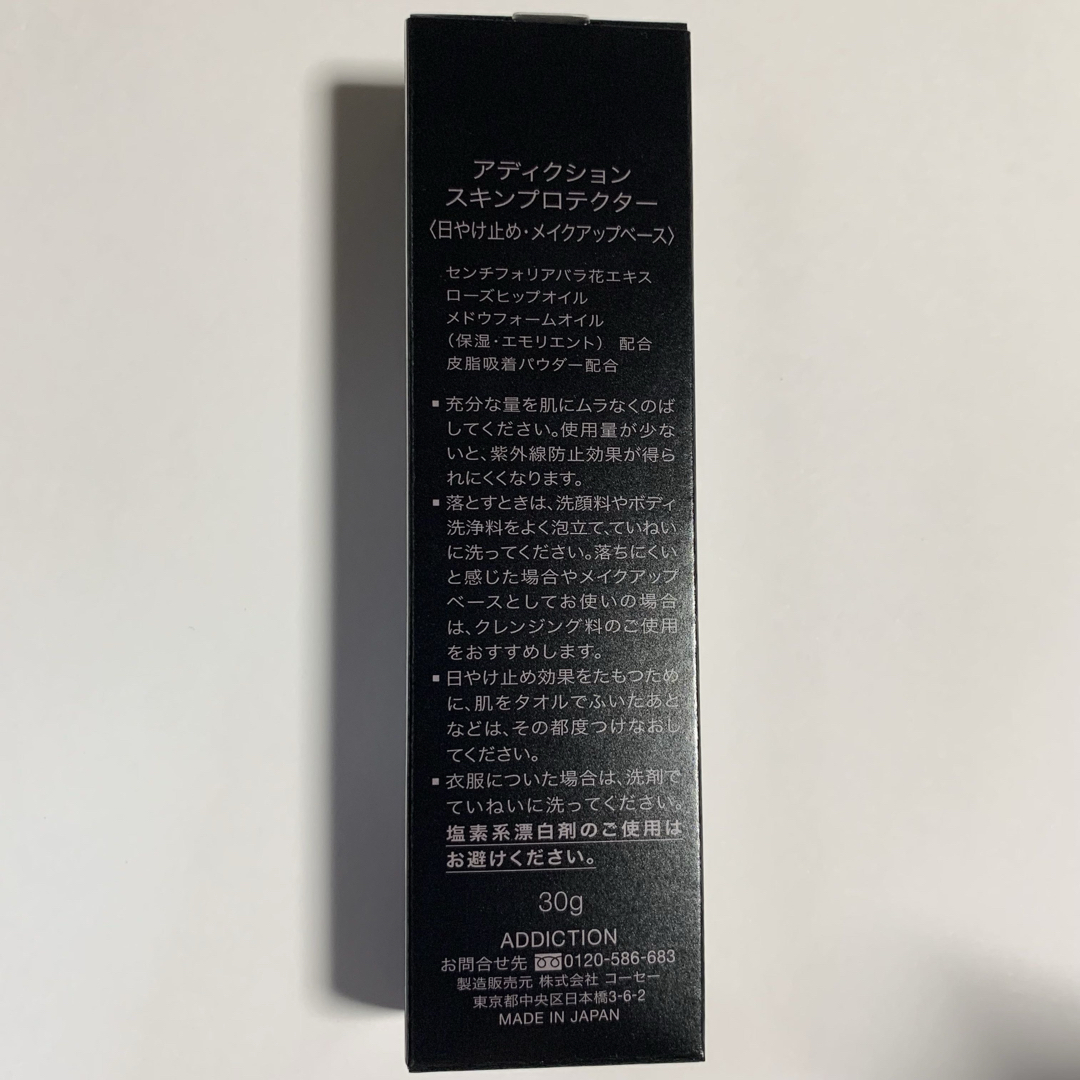 アディクション
スキンプロテクター
〈日やけ止め・メイクアップベース〉
センチフォリアバラ花エキス
ローズヒップオイル
メドウフォームオイル
（保湿・エモリエント） 配合
皮脂吸着パウダー配合
▪ 充分な量を肌にムラなくのば
してください。使用量が少な
いと、紫外線防止効果が得ら
れにくくなります。
▪ 落とすときは、洗顔料やボディ
洗浄料をよく泡立て、ていねい
に洗ってください。落ちにくい
と感じた場合やメイクアップ
ベースとしてお使いの場合
は、クレンジング料のご使用
をおすすめします。
▪ 日やけ止め効果をたもつため
に、肌をタオルでふいたあと
などは、その都度つけなおし
てください。
▪ 衣服についた場合は、洗剤で
ていねいに洗ってください。
塩素系漂白剤のご使用は
お避けください。
30g
ADDICTION
お問合せ先 0120-586-683
製造販売元 株式会社 コーセー
東京都中央区日本橋3-6-2
MADE IN JAPAN